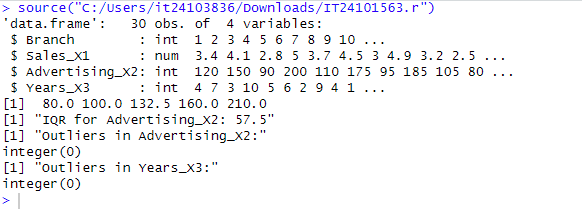 > source("C:/Users/it24103836/Downloads/IT24101563.r")
'data.frame':   30 obs. of  4 variables:
 $ Branch        : int  1 2 3 4 5 6 7 8 9 10 ...
 $ Sales_X1      : num  3.4 4.1 2.8 5 3.7 4.5 3 4.9 3.2 2.5 ...
 $ Advertising_X2: int  120 150 90 200 110 175 95 185 105 80 ...
 $ Years_X3      : int  4 7 3 10 5 6 2 9 4 1 ...
[1]  80.0 100.0 132.5 160.0 210.0
[1] "IQR for Advertising_X2: 57.5"
[1] "Outliers in Advertising_X2:"
integer(0)
[1] "Outliers in Years_X3:"
integer(0)
>